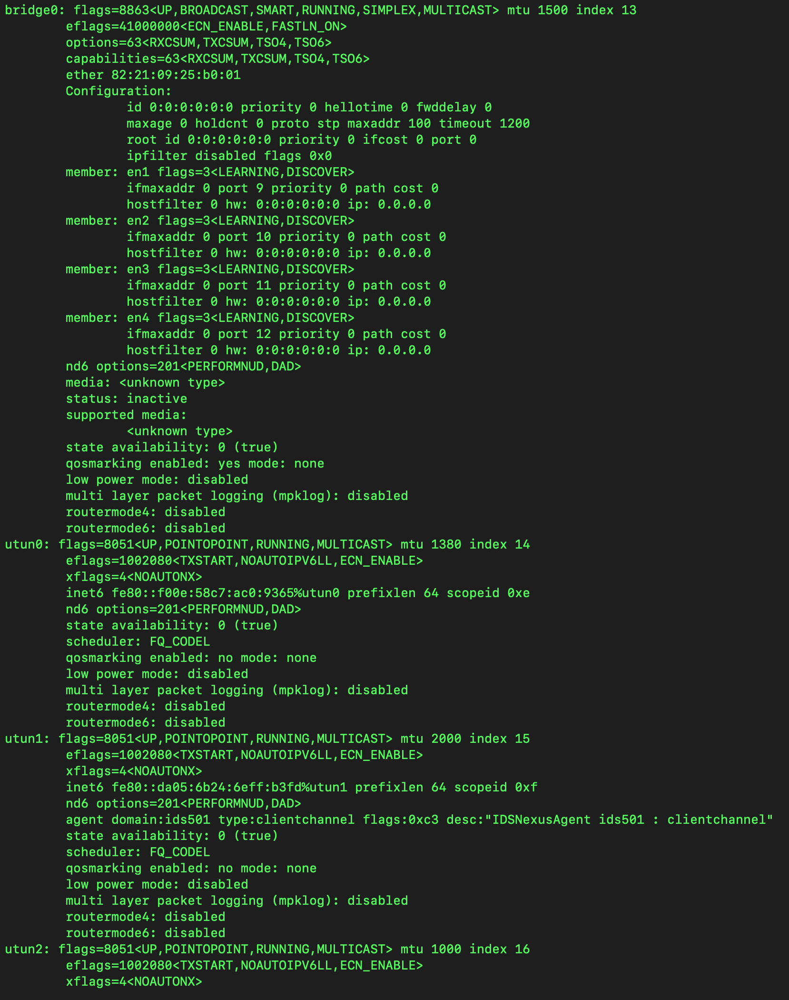 bridge0: flags=8863<UP,BROADCAST,SMART,RUNNING,SIMPLEX,MULTICAST> mtu 1500 index 13
eflags=41000000<ECN_ENABLE,FASTLN_ON>
options=63<RXCSUM,TXCSUM,TSO4,TSO6>
capabilities=63<RXCSUM,TXCSUM,TSO4,TSO6>
ether 82:21:09:25:b0:01
Configuration:
id 0:0:0:0:0:0 priority 0 hellotime 0 fwddelay 0
maxage 0 holdcnt 0 proto stp maxaddr 100 timeout 1200
root id 0:0:0:0:0:0 priority 0 ifcost 0 port 0
ipfilter disabled flags 0x0
member: en1 flags=3<LEARNING,DISCOVER>
ifmaxaddr 0 port 9 priority 0 path cost 0
hostfilter 0 hw: 0:0:0:0:0:0 ip: 0.0.0.0
member: en2 flags=3<LEARNING,DISCOVER>
ifmaxaddr 0 port 10 priority 0 path cost 0
hostfilter 0 hw: 0:0:0:0:0:0 ip: 0.0.0.0
member: en3 flags=3<LEARNING,DISCOVER>
ifmaxaddr 0 port 11 priority 0 path cost 0
hostfilter 0 hw: 0:0:0:0:0:0 ip: 0.0.0.0
member: en4 flags=3<LEARNING,DISCOVER>
ifmaxaddr 0 port 12 priority 0 path cost 0
hostfilter 0 hw: 0:0:0:0:0:0 ip: 0.0.0.0
nd6 options=201<PERFORMNUD,DAD>
media: <unknown type>
status: inactive
supported media:
<unknown type>
state availability: 0 (true)
qosmarking enabled: yes mode: none
low power mode: disabled
multi layer packet logging (mpklog): disabled
routermode4: disabled
routermode6: disabled
utun0: flags=8051<UP,POINTOPOINT,RUNNING,MULTICAST> mtu 1380 index 14
eflags=1002080<TXSTART,NOAUTOIPV6LL,ECN_ENABLE>
xflags=4<NOAUTONX>
inet6 fe80::f00e:58c7:ac0:9365%utun0 prefixlen 64 scopeid 0xe
nd6 options=201<PERFORMNUD,DAD>
state availability: 0 (true)
scheduler: FQ_CODEL
qosmarking enabled: no mode: none
low power mode: disabled
multi layer packet logging (mpklog): disabled
routermode4: disabled
routermode6: disabled
utun1: flags=8051<UP,POINTOPOINT,RUNNING,MULTICAST> mtu 2000 index 15
eflags=1002080<TXSTART,NOAUTOIPV6LL,ECN_ENABLE>
xflags=4<NOAUTONX>
inet6 fe80::da05:6b24:6eff:b3fd%utun1 prefixlen 64 scopeid 0xf
nd6 options=201<PERFORMNUD,DAD>
agent domain:ids501 type:clientchannel flags:0xc3 desc:"IDSNexusAgent ids501 : clientchannel"
state availability: 0 (true)
scheduler: FQ_CODEL
qosmarking enabled: no mode: none
low power mode: disabled
multi layer packet logging (mpklog): disabled
routermode4: disabled
routermode6: disabled
utun2: flags=8051<UP,POINTOPOINT,RUNNING,MULTICAST> mtu 1000 index 16
eflags=1002080<TXSTART,NOAUTOIPV6LL,ECN_ENABLE>
xflags=4<NOAUTONX>